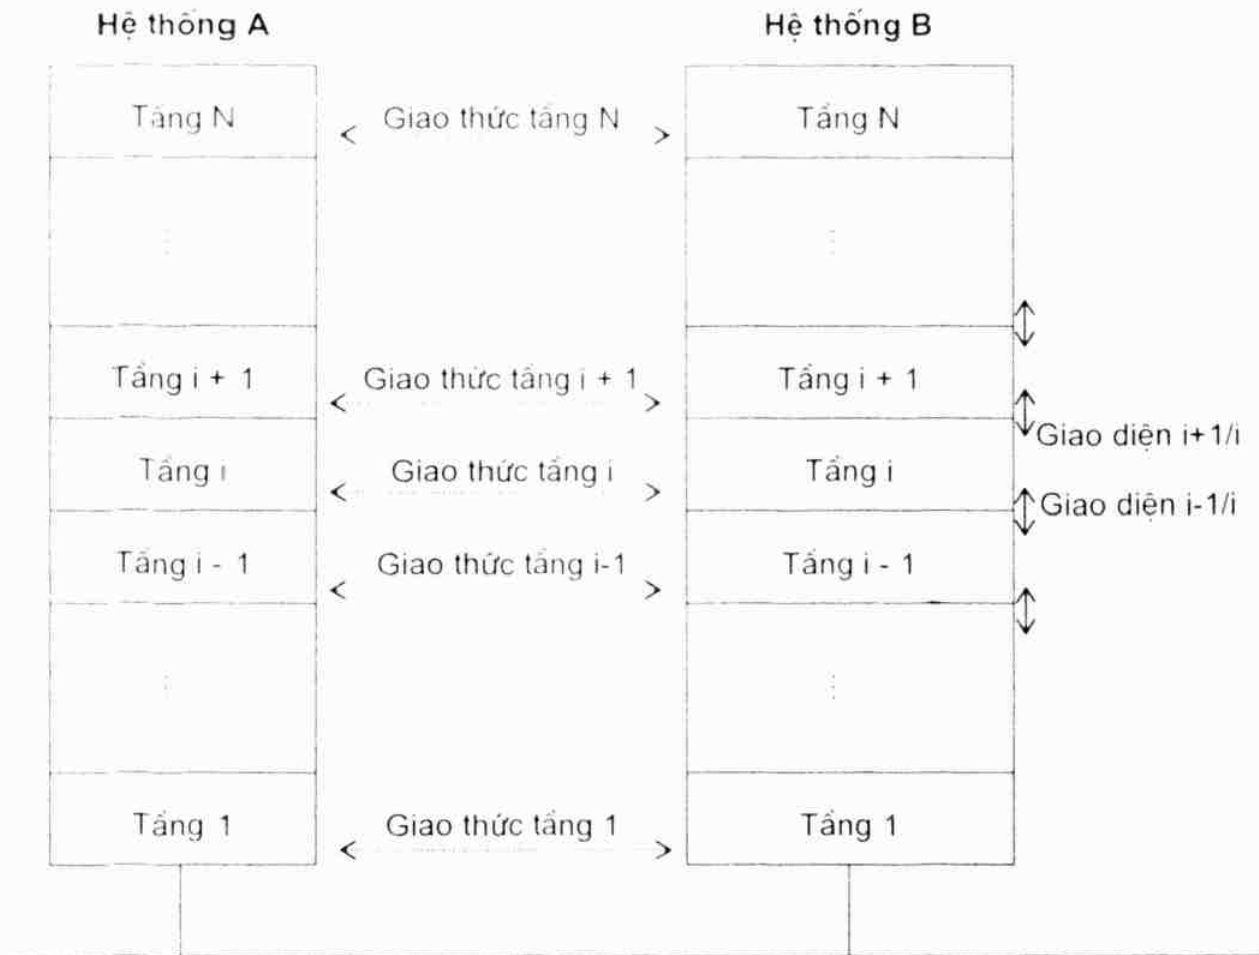 Hệ thống A
Hệ thống B
Tầng N
Giao thức tầng N
Tầng N
Tầng i + 1
Giao thức tầng i + 1
Tầng i + 1
Giao diện i+1/i
Tầng i
Giao thức tầng i
Tầng i
Giao diện i-1/i
Tầng i - 1
Giao thức tầng i-1
Tầng i - 1
Tầng 1
Giao thức tầng 1
Tầng 1